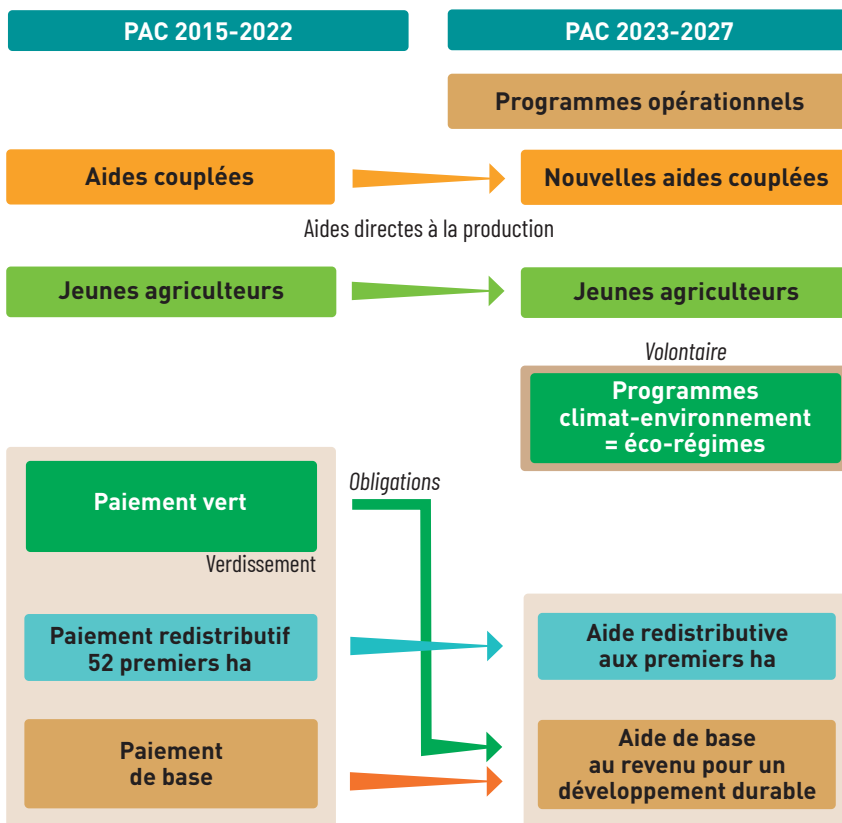 PAC 2015-2022
PAC 2023-2027
Programmes opérationnels
Aides couplées
Nouvelles aides couplées
Aides directes à la production
Jeunes agriculteurs
Jeunes agriculteurs
Volontaire
Programmes
climat-environnement
= éco-régimes
Paiement vert
Obligations
Verdissement
Paiement redistributif
52 premiers ha
Aide redistributive
aux premiers ha
Paiement
de base
Aide de base
au revenu pour un
développement durable